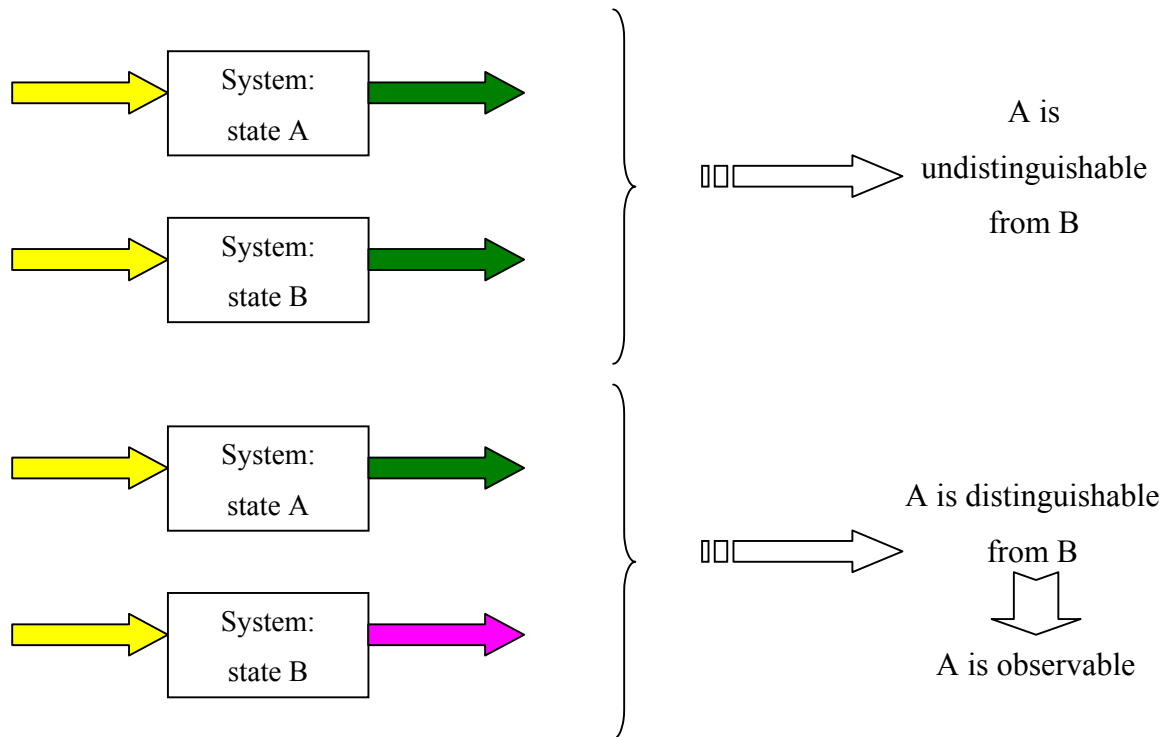 System:
state A
System:
state B
A is
undistinguishable
from B
System:
state A
System:
state B
A is distinguishable
from B
A is observable